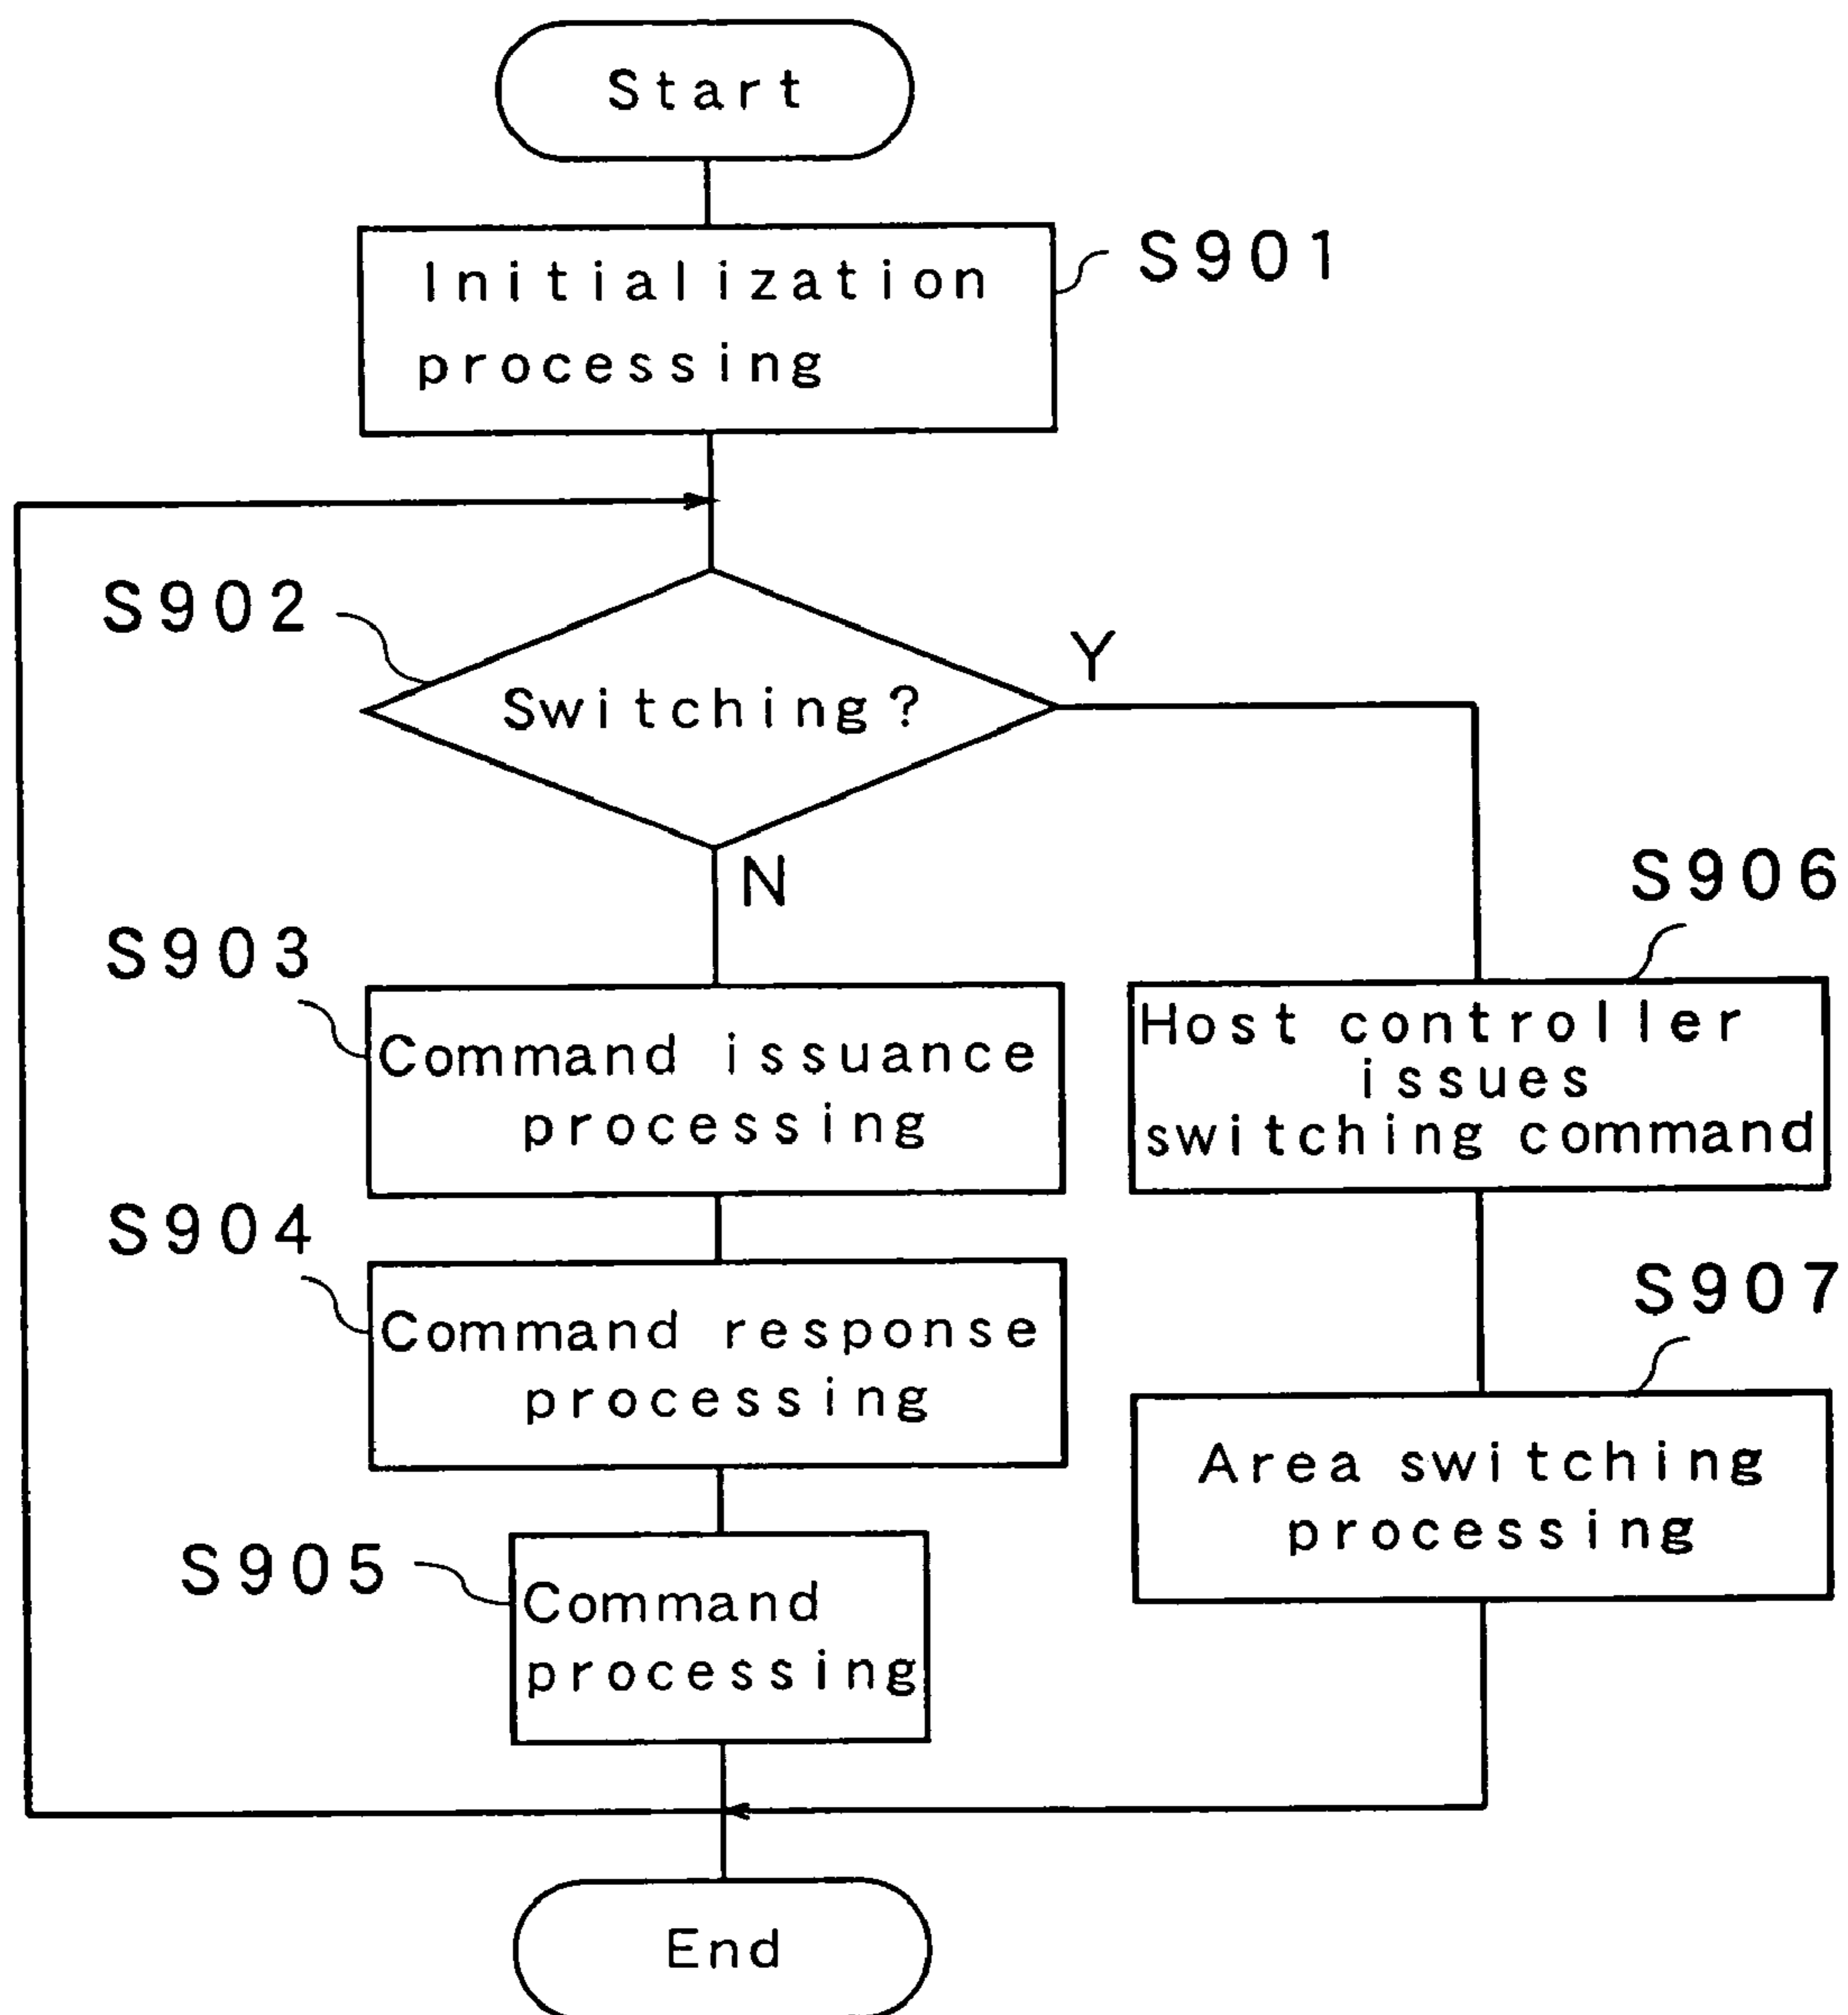 Start
Initialization
processing
S901
S902
Switching?
Y
N
S903
Command issuance
processing
S906
Host controller
issues
switching command
S904
Command response
processing
S907
Area switching
processing
S905
Command
processing
End